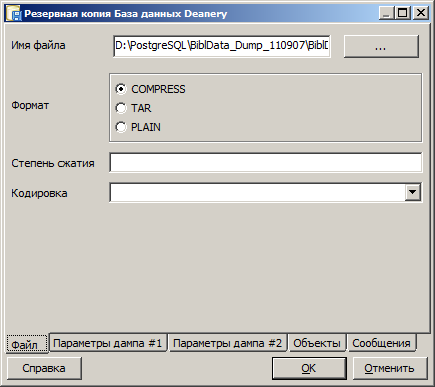 Резервная копия База данных Deanery
Имя файла D:\PostgreSQL\BiblData_Dump_110907\Bibl ...
Формат
COMPRESS
TAR
PLAIN
Степень сжатия
Кодировка
Файл Параметры дампа #1 Параметры дампа #2 Объекты Сообщения
Справка OK Отменить